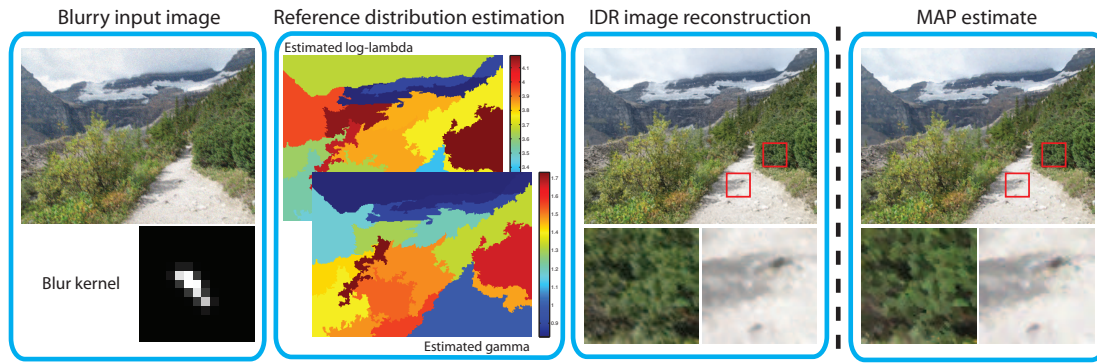 Blurry input image
Reference distribution estimation
IDR image reconstruction
MAP estimate
Estimated log-lambda
4.1
4
3.9
3.8
3.7
3.6
3.5
3.4
1.7
1.6
1.5
1.4
1.3
1.2
1.1
1
0.9
Blur kernel
Estimated gamma